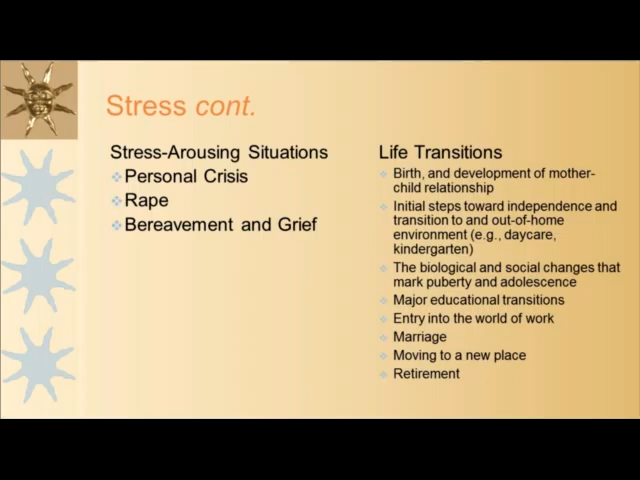 Stress cont.
Stress-Arousing Situations
Personal Crisis
Rape
Bereavement and Grief
Life Transitions
Birth, and development of mother-
child relationship
Initial steps toward independence and
transition to and out-of-home
environment (e.g., daycare,
kindergarten)
The biological and social changes that
mark puberty and adolescence
Major educational transitions
Entry into the world of work
Marriage
Moving to a new place
Retirement